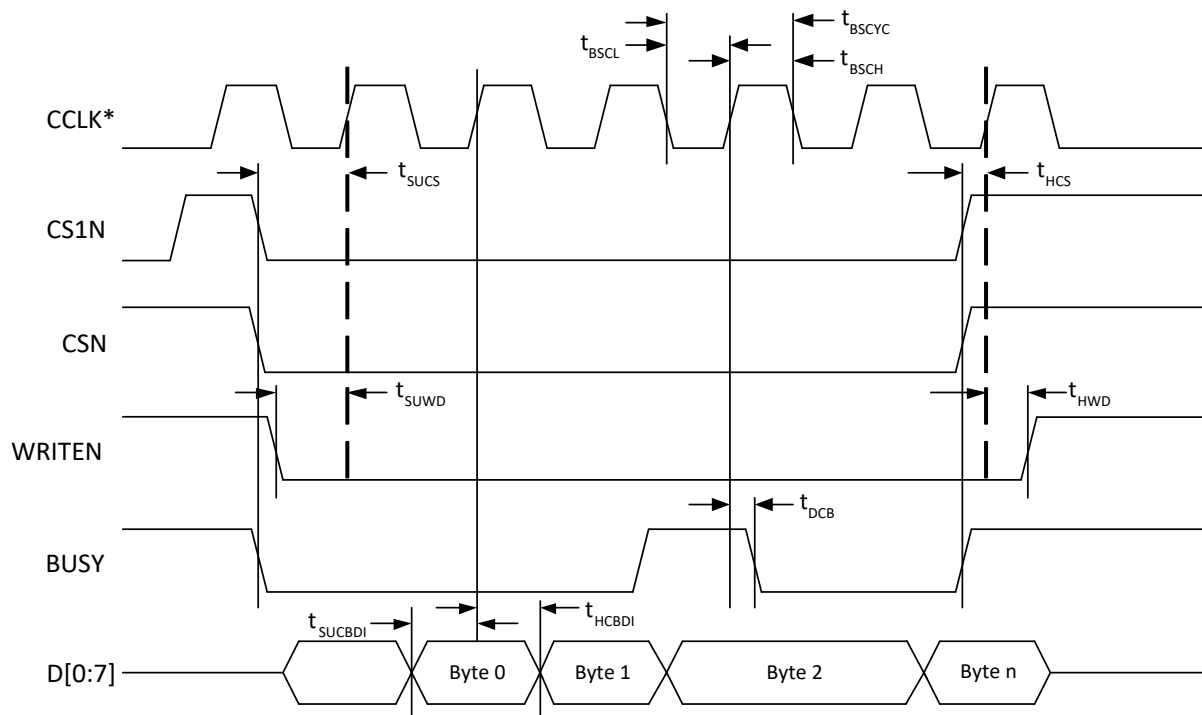 tBSCYC
tBSCL
tBSCH
CCLK*
tSUCS
tHCS
CS1N
CSN
tSUWD
tHWD
WRITEN
tDCB
BUSY
tSUCBDI
tHCBDI
D[0:7]
Byte 0
Byte 1
Byte 2
Byte n